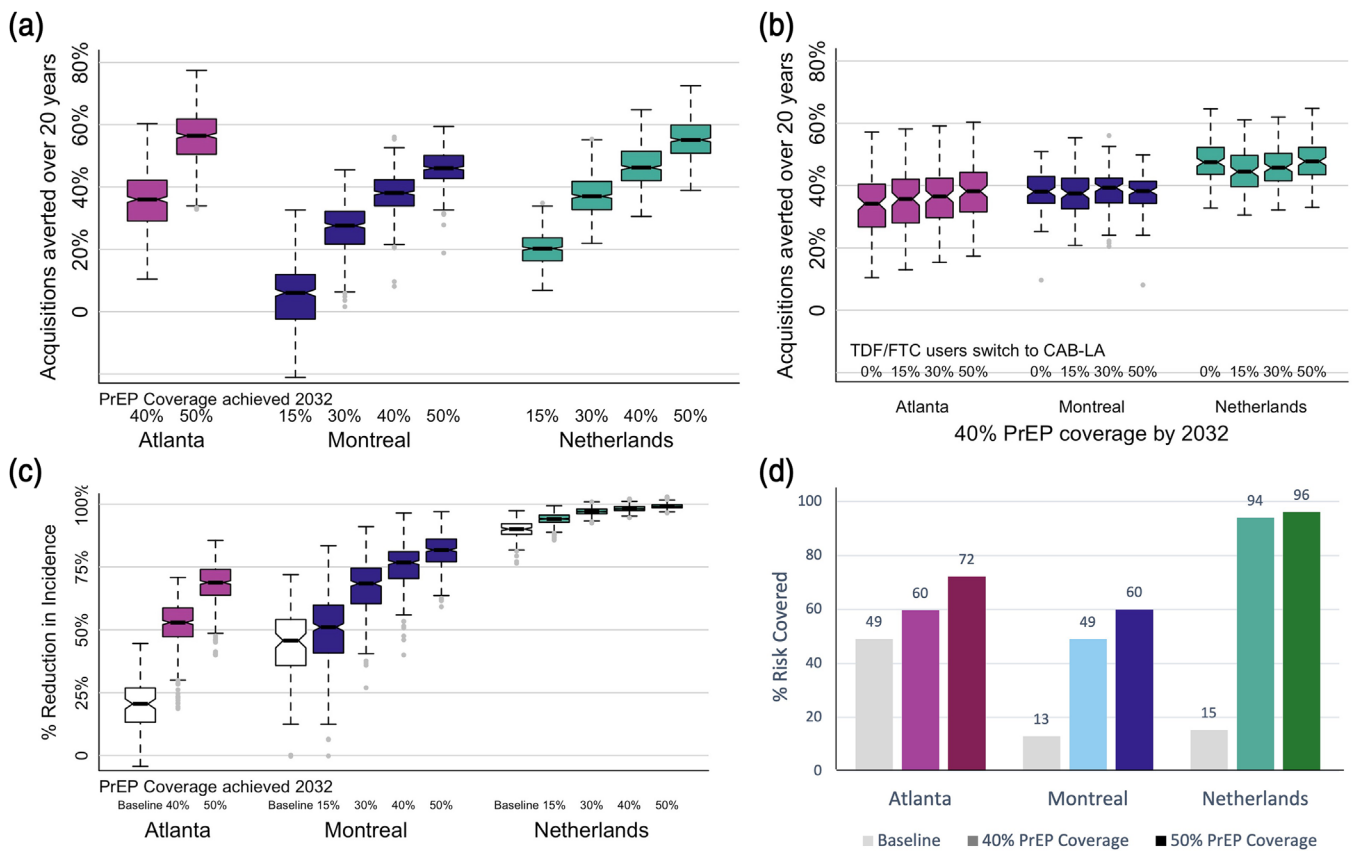 (a)
Acquisitions averted over 20 years
80%
60%
40%
20%
0
PrEP Coverage achieved 2032
40% 50% 15% 30% 40% 50% 15% 30% 40% 50%
Atlanta Montreal Netherlands
(b)
Acquisitions averted over 20 years
80%
60%
40%
20%
0
TDF/FTC users switch to CAB-LA
0% 15% 30% 50% 0% 15% 30% 50% 0% 15% 30% 50%
Atlanta Montreal Netherlands
40% PrEP coverage by 2032
(c)
% Reduction in Incidence
100%
75%
50%
25%
0
PrEP Coverage achieved 2032
Baseline 40% 50% Baseline 15% 30% 40% 50% Baseline 15% 30% 40% 50%
Atlanta Montreal Netherlands
(d)
% Risk Covered
100
80
60
40
20
0
49 60 72 13 49 60 15 94 96
Atlanta Montreal Netherlands
Baseline 40% PrEP Coverage 50% PrEP Coverage